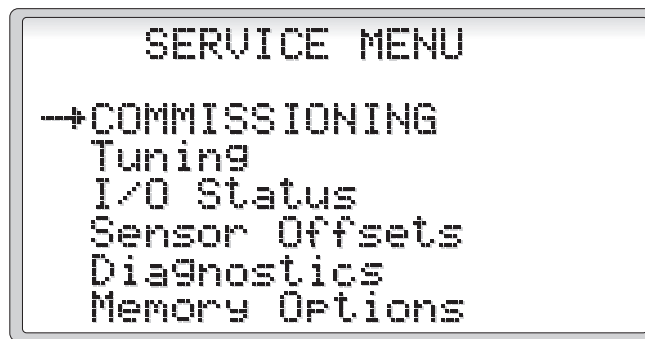 SERVICE MENU
→COMMISSIONING
Tuning
I/O Status
Sensor Offsets
Diagnostics
Memory Options